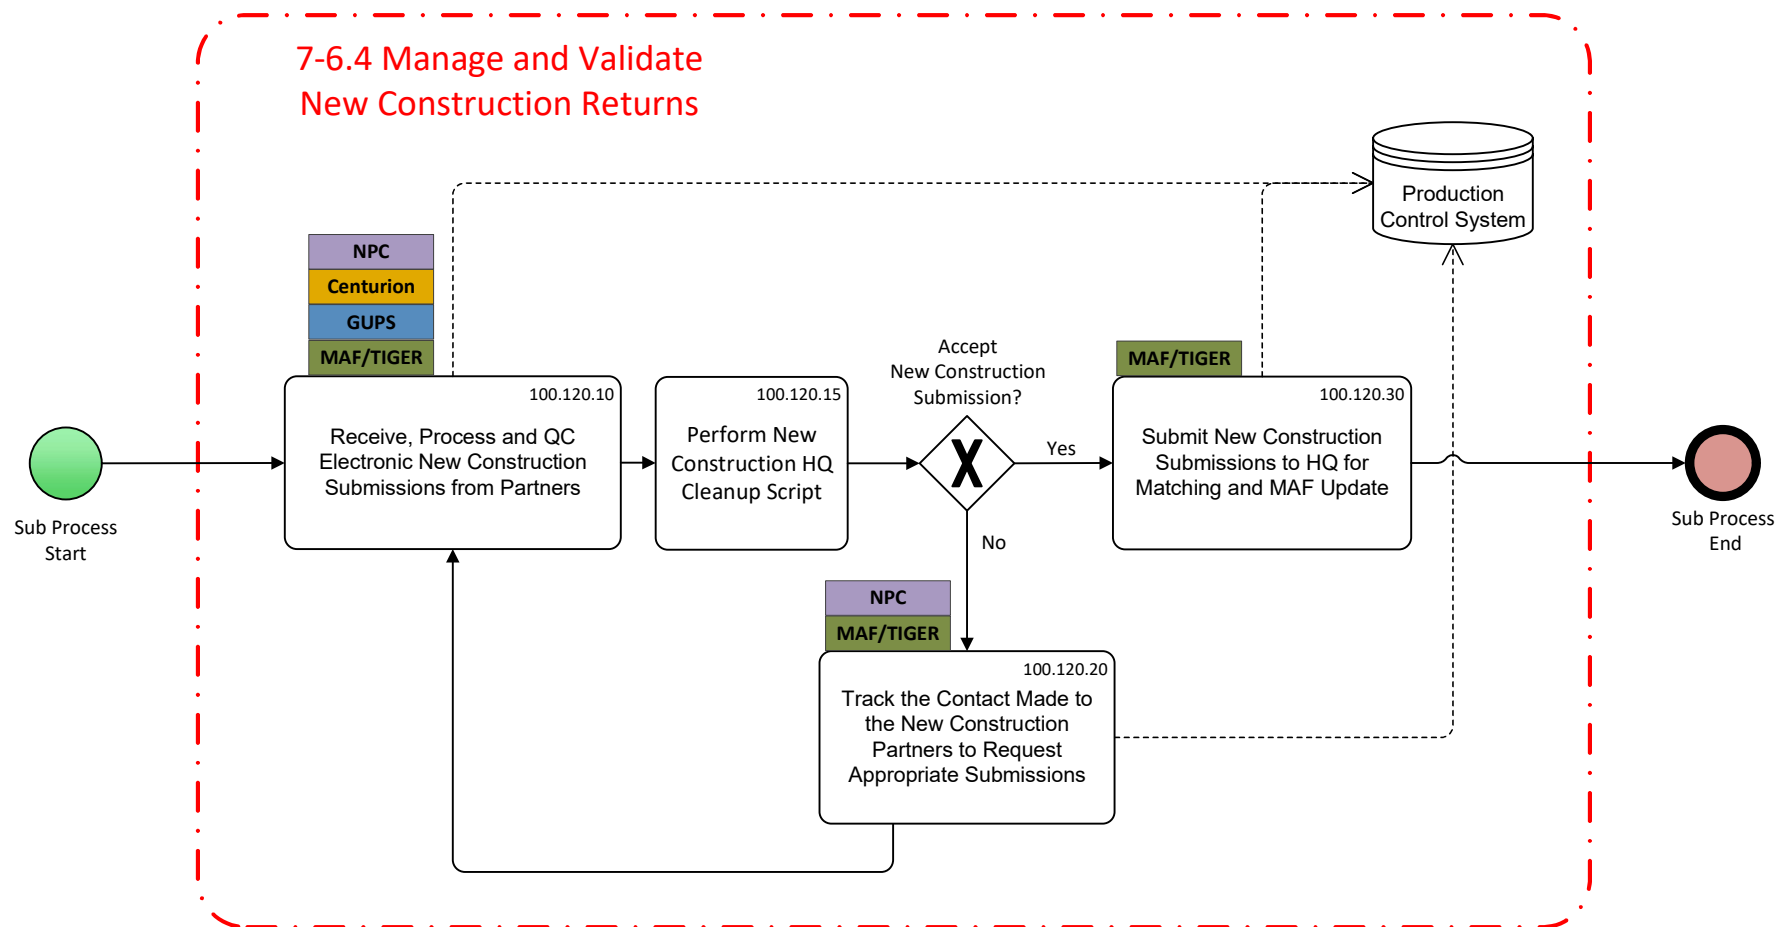 7-6.4 Manage and Validate
New Construction Returns
Production
Control System
NPC
Centurion
GUPS
MAF/TIGER
100.120.10
Receive, Process and QC
Electronic New Construction
Submissions from Partners
100.120.15
Perform New
Construction HQ
Cleanup Script
Accept
New Construction
Submission?
X
Yes
No
MAF/TIGER
100.120.30
Submit New Construction
Submissions to HQ for
Matching and MAF Update
Sub Process
Start
Sub Process
End
NPC
MAF/TIGER
100.120.20
Track the Contact Made to
the New Construction
Partners to Request
Appropriate Submissions